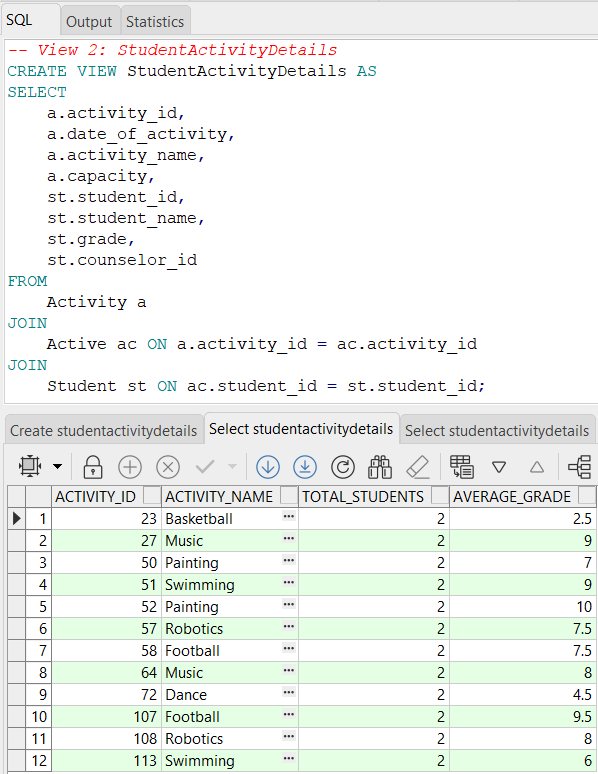 SQL Output Statistics
-- View 2: StudentActivityDetails
CREATE VIEW StudentActivityDetails AS
SELECT
    a.activity_id,
    a.date_of_activity,
    a.activity_name,
    a.capacity,
    st.student_id,
    st.student_name,
    st.grade,
    st.counselor_id
FROM
    Activity a
JOIN
    Active ac ON a.activity_id = ac.activity_id
JOIN
    Student st ON ac.student_id = st.student_id;
Create studentactivitydetails Select studentactivitydetails Select studentactivitydetails
ACTIVITY_ID ACTIVITY_NAME TOTAL_STUDENTS AVERAGE_GRADE
1 23 Basketball ... 2 2.5
2 27 Music ... 2 9
3 50 Painting ... 2 7
4 51 Swimming ... 2 9
5 52 Painting ... 2 10
6 57 Robotics ... 2 7.5
7 58 Football ... 2 7.5
8 64 Music ... 2 8
9 72 Dance ... 2 4.5
10 107 Football ... 2 9.5
11 108 Robotics ... 2 8
12 113 Swimming ... 2 6